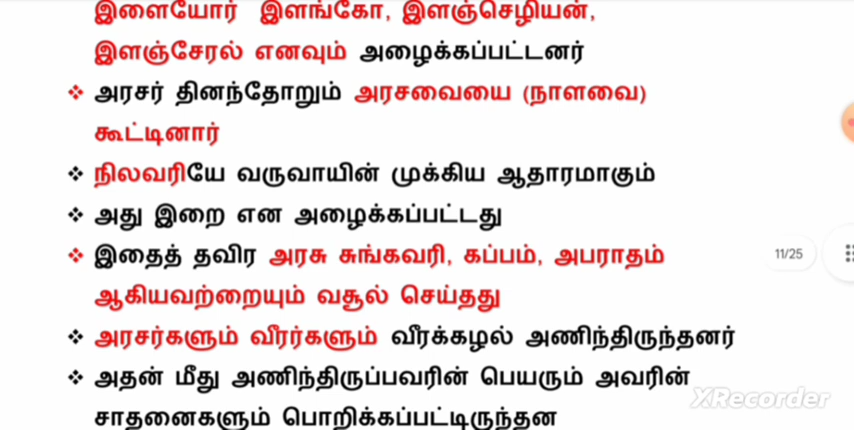 இளையோர் இளங்கோ, இளஞ்செழியன்,
இளஞ்சேரல் எனவும் அழைக்கப்பட்டனர்
❖ அரசர் தினந்தோறும் அரசவையை (நாளவை)
கூட்டினார்
❖ நிலவரியே வருவாயின் முக்கிய ஆதாரமாகும்
❖ அது இறை என அழைக்கப்பட்டது
❖ இதைத் தவிர அரசு சுங்கவரி, கப்பம், அபராதம்
ஆகியவற்றையும் வசூல் செய்தது
11/25
❖ அரசர்களும் வீரர்களும் வீரக்கழல் அணிந்திருந்தனர்
❖ அதன் மீது அணிந்திருப்பவரின் பெயரும் அவரின்
சாதனைகளும் பொறிக்கப்பட்டிருந்தன
XRecorder